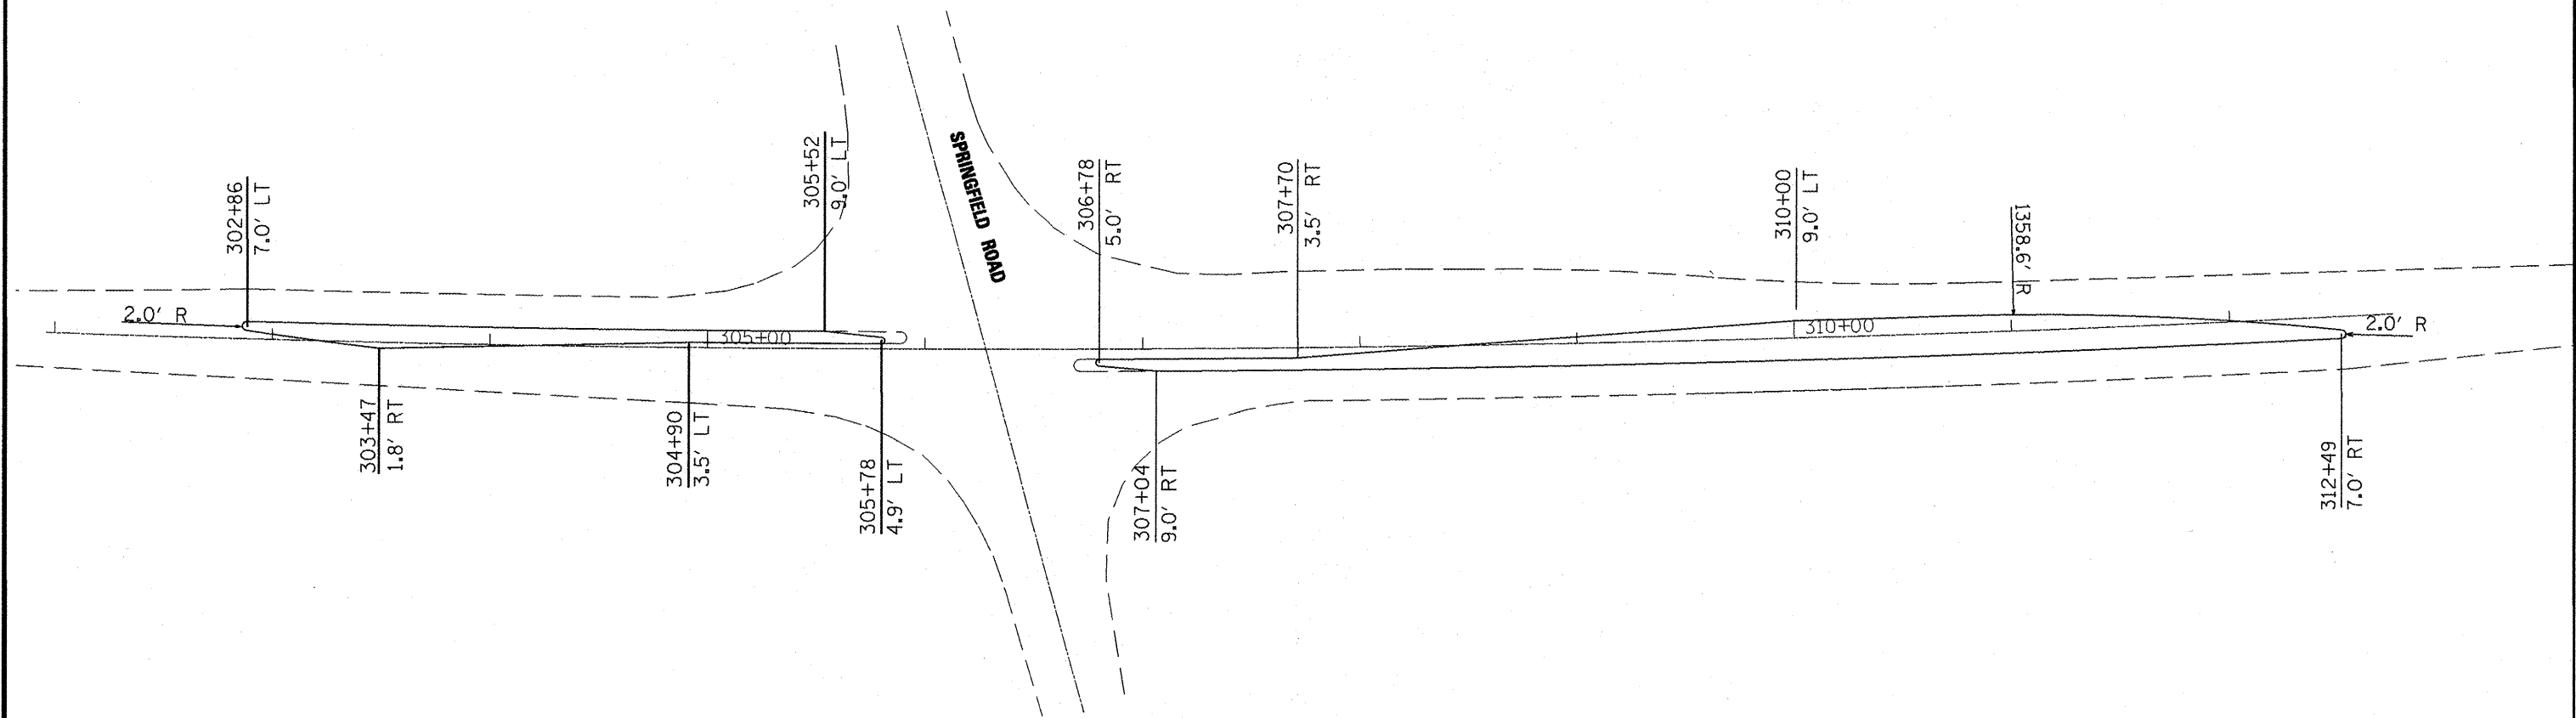 302+86
7.0' LT
2.0' R
303+47
1.8' RT
304+90
3.5' LT
305+00
305+52
9.0' LT
305+78
4.9' LT
SPRINGFIELD ROAD
306+78
5.0' RT
307+04
9.0' RT
307+70
3.5' RT
310+00
9.0' LT
310+00
1358.6' R
2.0' R
312+49
7.0' RT